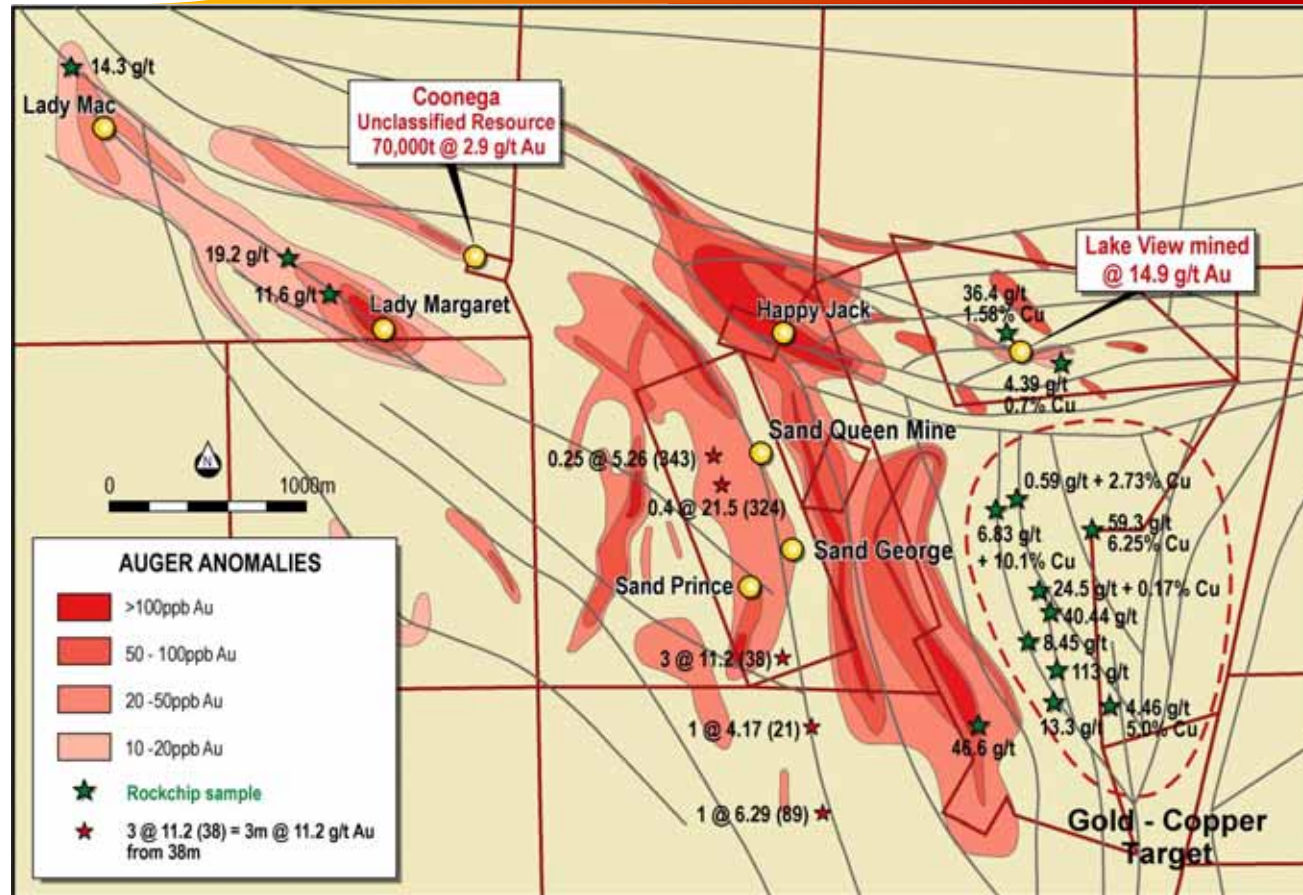 14.3 g/t
Lady Mac
Coonega
Unclassified Resource
70,000t @ 2.9 g/t Au
19.2 g/t
11.6 g/t
Lady Margaret
Happy Jack
Lake View mined
@ 14.9 g/t Au
36.4 g/t
1.58% Cu
4.39 g/t
0.7% Cu
Sand Queen Mine
0.25 @ 5.26 (343)
0.4 @ 21.5 (324)
Sand George
Sand Prince
3 @ 11.2 (38)
1 @ 4.17 (21)
1 @ 6.29 (89)
46.6 g/t
0.59 g/t + 2.73% Cu
6.83 g/t
+ 10.1% Cu
59.3 g/t
6.25% Cu
24.5 g/t + 0.17% Cu
40.44 g/t
8.45 g/t
113 g/t
13.3 g/t
4.46 g/t
5.0% Cu
Gold - Copper
Target
N
0
1000m
AUGER ANOMALIES
>100ppb Au
50 - 100ppb Au
20 -50ppb Au
10 -20ppb Au
Rockchip sample
3 @ 11.2 (38) = 3m @ 11.2 g/t Au
from 38m